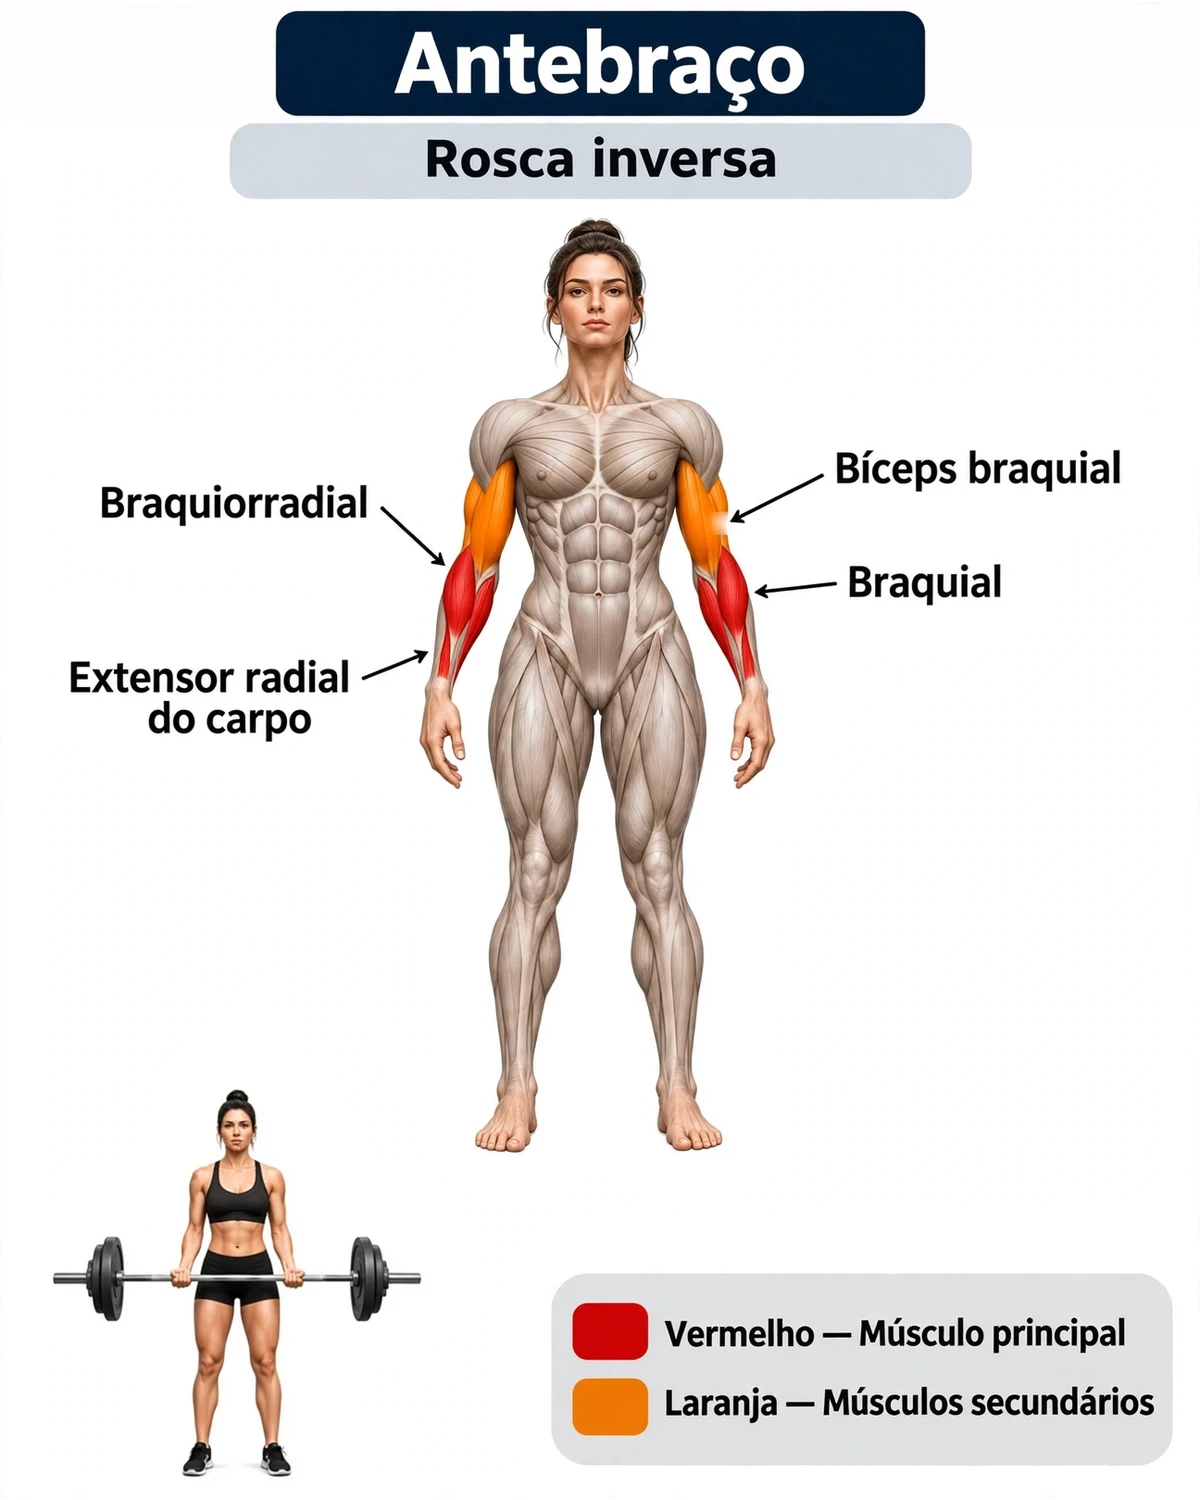 Antebraço
Rosca inversa
Braquiorradial
Bíceps braquial
Braquial
Extensor radial
do carpo
Vermelho — Músculo principal
Laranja — Músculos secundários